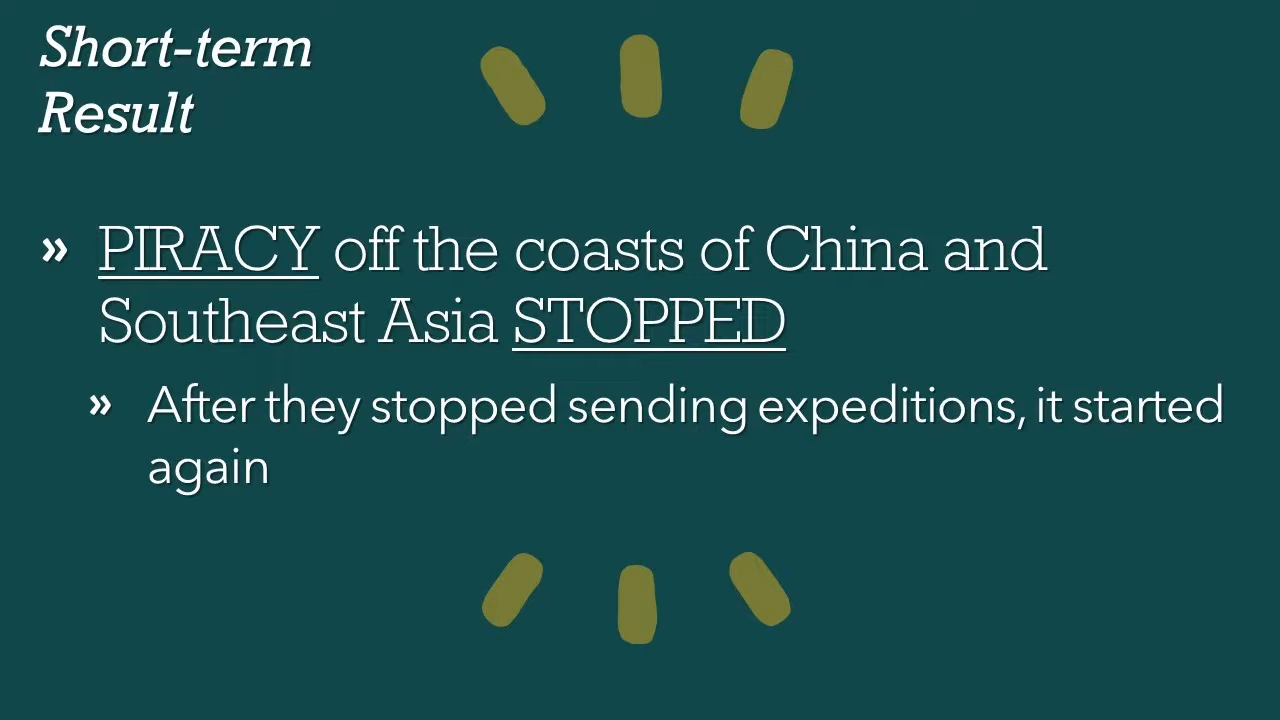 Short-term
Result
» PIRACY off the coasts of China and
Southeast Asia STOPPED
» After they stopped sending expeditions, it started
again